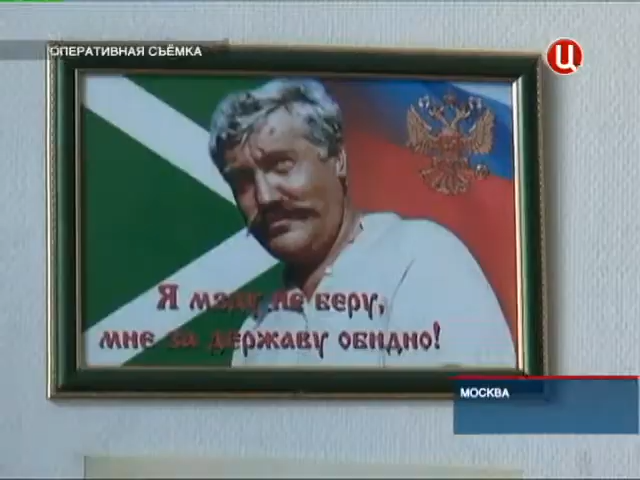 ОПЕРАТИВНАЯ СЪЁМКА
Ц
Я мзду не беру,
мне за державу обидно!
МОСКВА